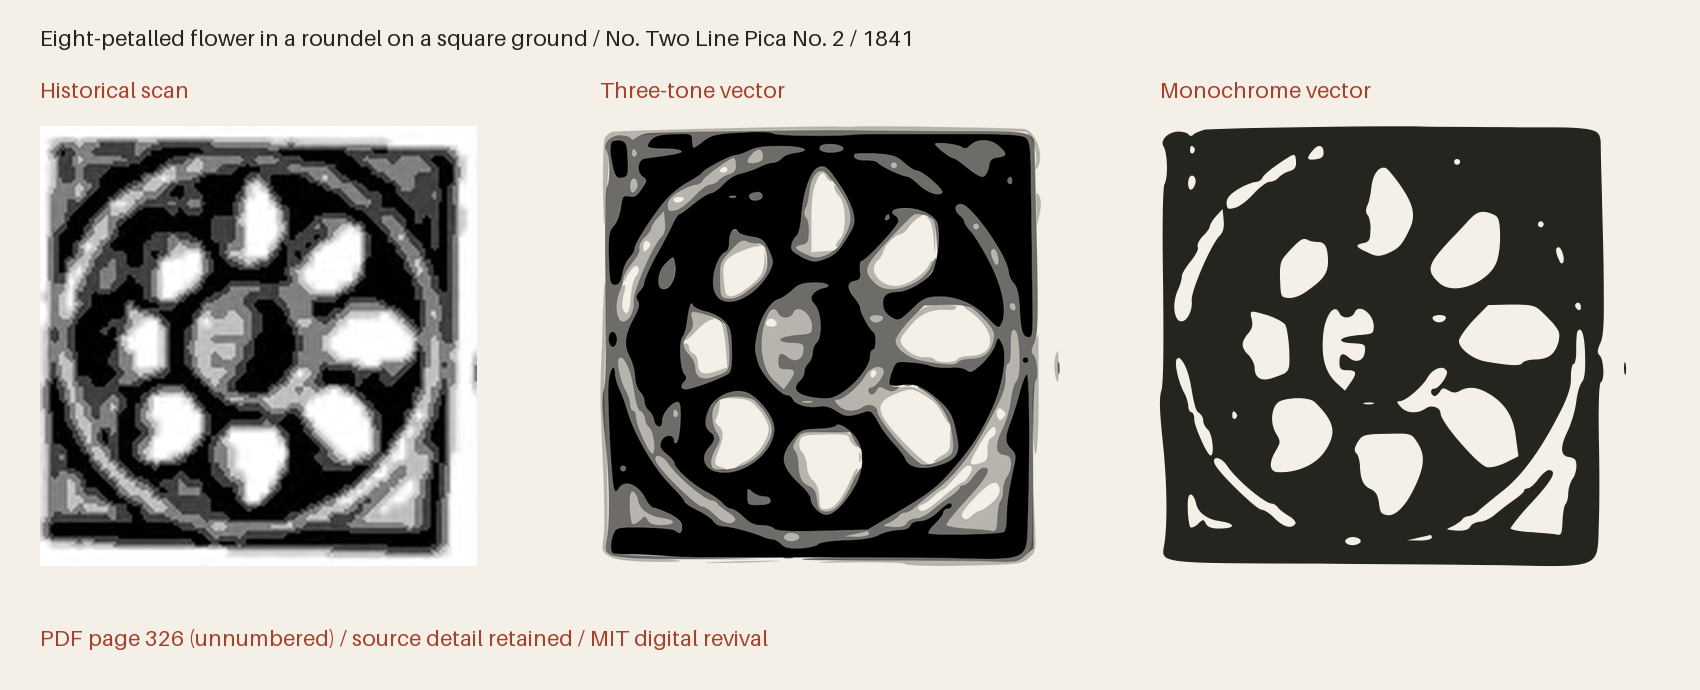 Eight-petalled flower in a roundel on a square ground / No. Two Line Pica No. 2 / 1841
Historical scan
Three-tone vector
Monochrome vector
PDF page 326 (unnumbered) / source detail retained / MIT digital revival